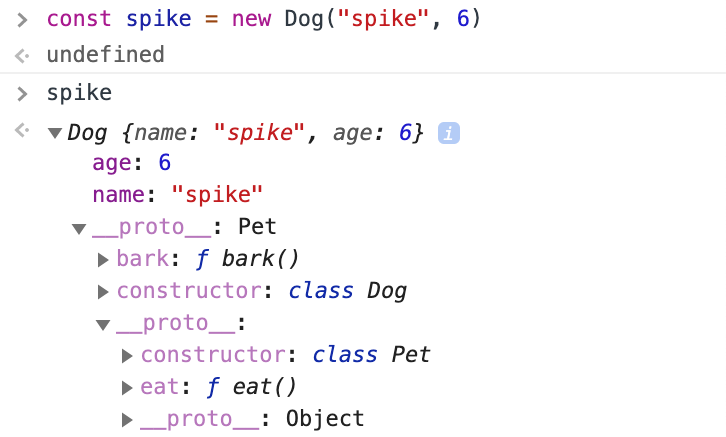 > const spike = new Dog("spike", 6)
undefined
> spike
Dog {name: "spike", age: 6} i
age: 6
name: "spike"
__proto__: Pet
bark: ƒ bark()
constructor: class Dog
__proto__:
constructor: class Pet
eat: ƒ eat()
__proto__: Object